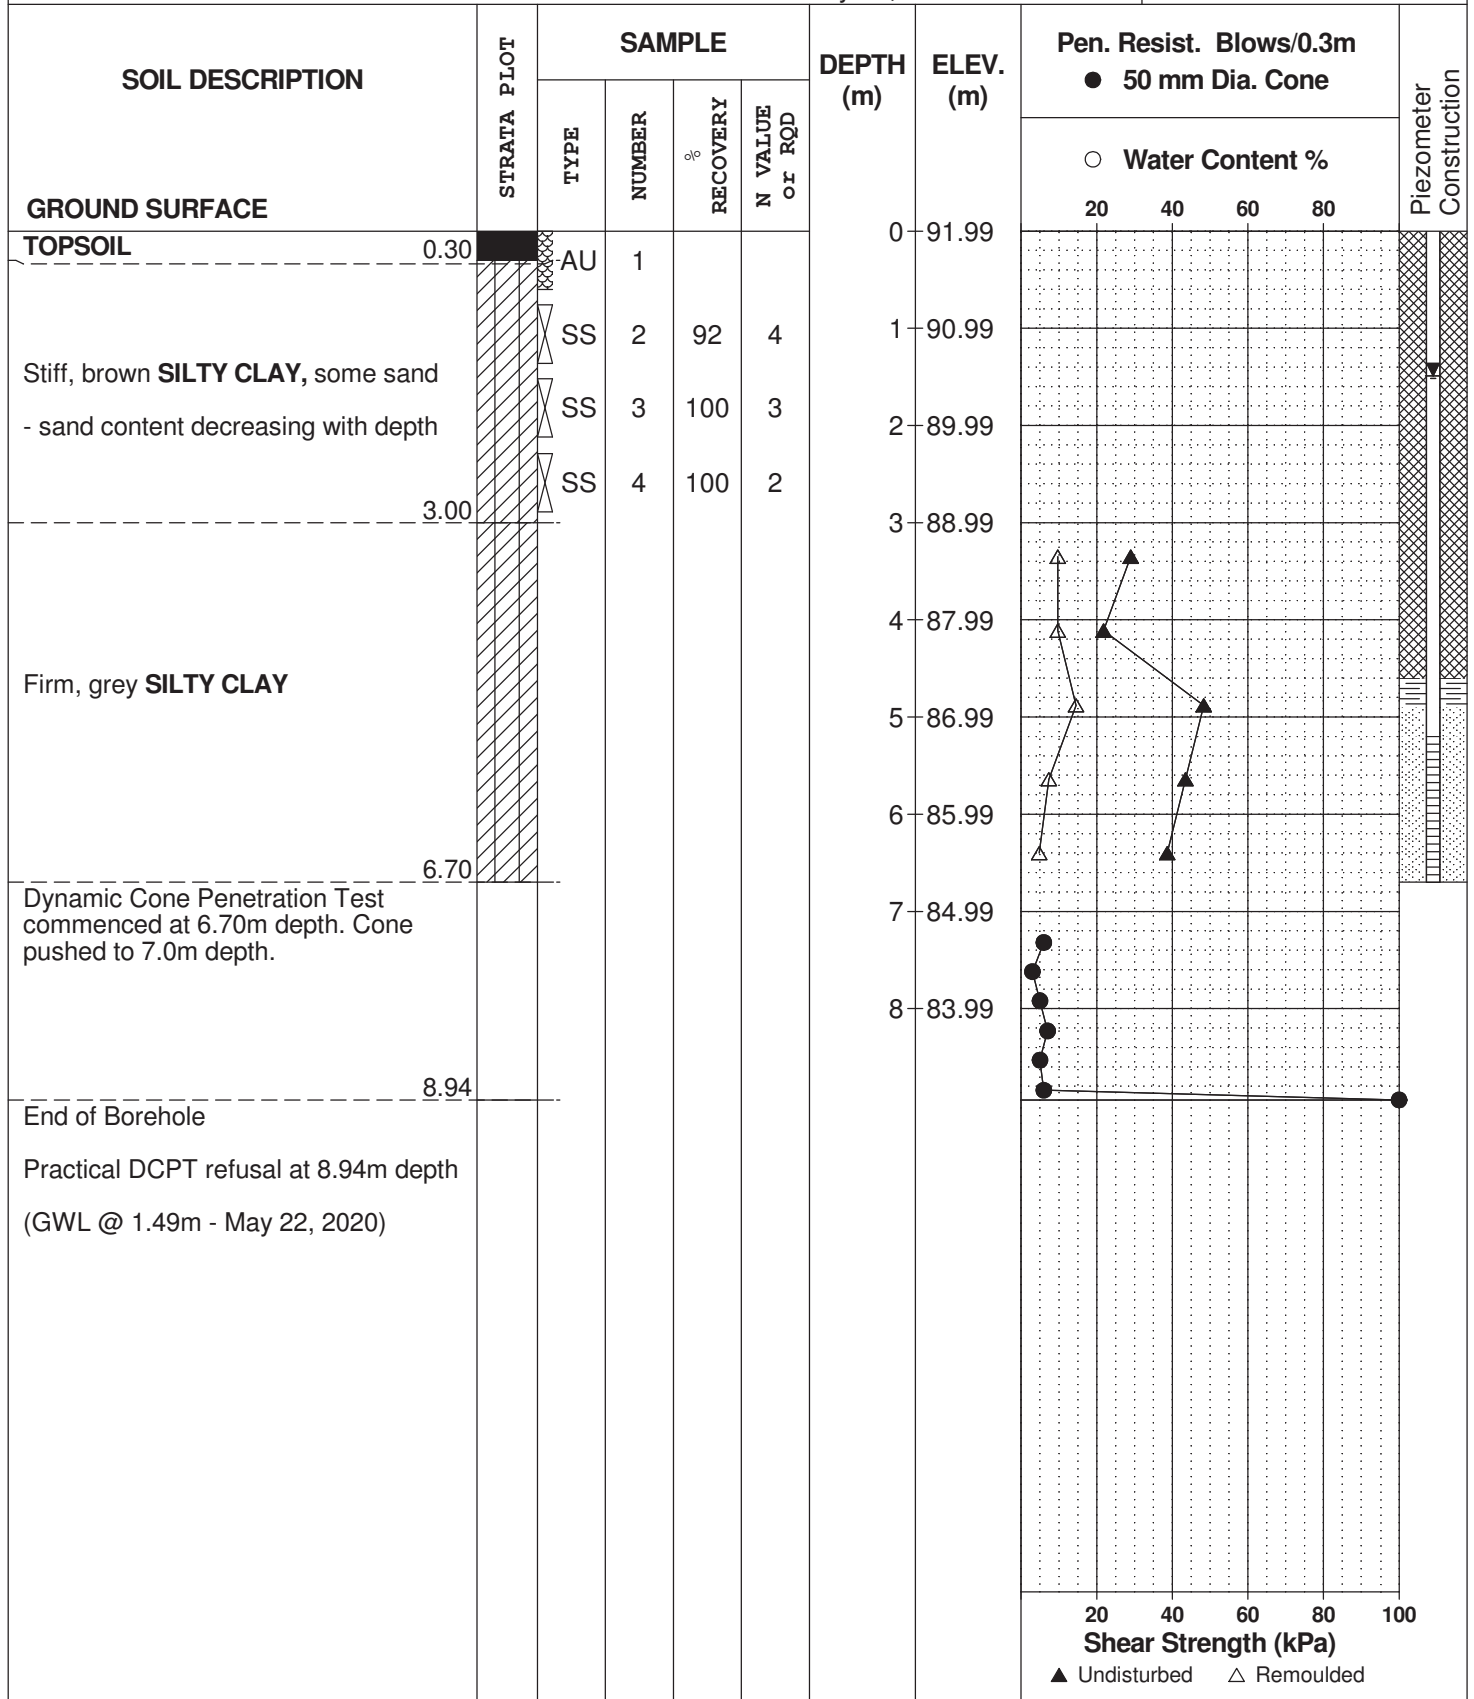 SOIL DESCRIPTION
GROUND SURFACE
STRATA PLOT
SAMPLE
TYPE
NUMBER
%
RECOVERY
N VALUE
or RQD
DEPTH
(m)
ELEV.
(m)
Pen. Resist. Blows/0.3m
● 50 mm Dia. Cone
○ Water Content %
20 40 60 80
Piezometer
Construction
TOPSOIL 0.30
AU 1
0 91.99
SS 2 92 4
1 90.99
Stiff, brown SILTY CLAY, some sand
SS 3 100 3
- sand content decreasing with depth
2 89.99
SS 4 100 2
3.00
3 88.99
4 87.99
Firm, grey SILTY CLAY
5 86.99
6 85.99
6.70
Dynamic Cone Penetration Test
commenced at 6.70m depth. Cone
pushed to 7.0m depth.
7 84.99
8 83.99
8.94
End of Borehole
Practical DCPT refusal at 8.94m depth
(GWL @ 1.49m - May 22, 2020)
20 40 60 80 100
Shear Strength (kPa)
▲ Undisturbed △ Remoulded